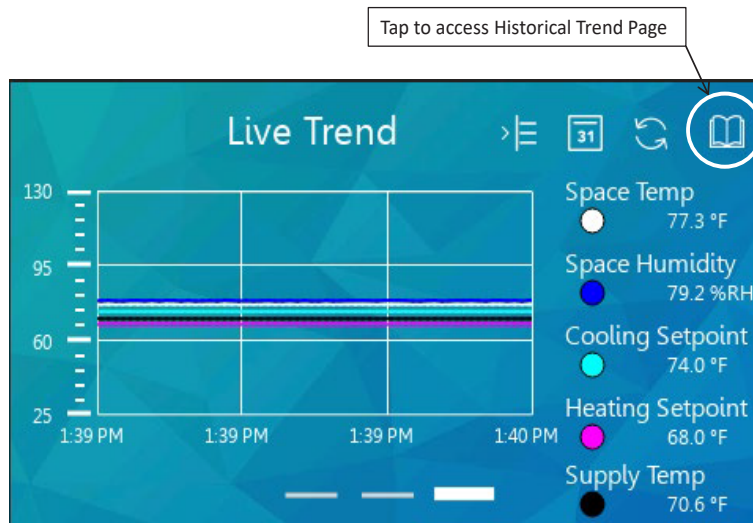 Tap to access Historical Trend Page
Live Trend
31
130
95
60
25
1:39 PM
1:39 PM
1:39 PM
1:40 PM
Space Temp
77.3 °F
Space Humidity
79.2 %RH
Cooling Setpoint
74.0 °F
Heating Setpoint
68.0 °F
Supply Temp
70.6 °F